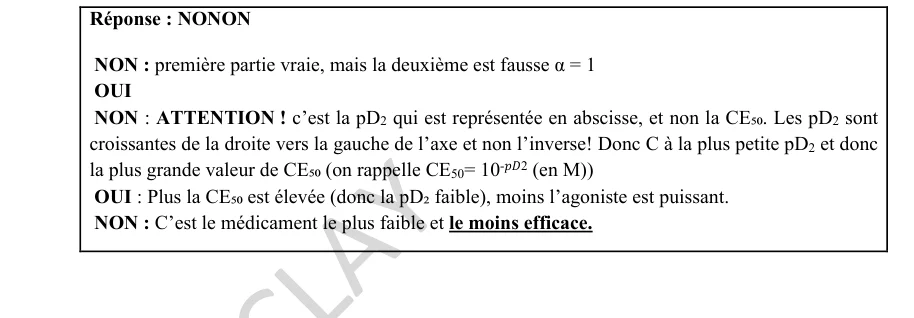 Réponse : NONON
NON : première partie vraie, mais la deuxième est fausse α = 1
OUI
NON : ATTENTION ! c’est la pD₂ qui est représentée en abscisse, et non la CE₅₀. Les pD₂ sont
croissantes de la droite vers la gauche de l’axe et non l’inverse! Donc C à la plus petite pD₂ et donc
la plus grande valeur de CE₅₀ (on rappelle CE₅₀= 10⁻ᵖᴰ² (en M))
OUI : Plus la CE₅₀ est élevée (donc la pD₂ faible), moins l’agoniste est puissant.
NON : C’est le médicament le plus faible et le moins efficace.
CLAY